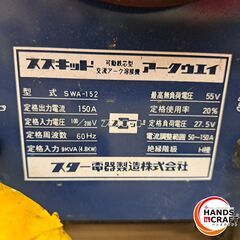 スズキッド 可動鉄芯型 交流アーク溶接機 アークウエイ
型式 SWA-152 最高無負荷電圧 55V
定格出力電流 150A 定格使用率 20%
定格入力電圧 100/200V 定格負荷電圧 27.5V
定格周波数 60Hz 電流調整範囲 50~150A
定格入力 9KVA(4.8KW) 絶縁階級 H種
スター電器製造株式会社
HANDS CRAFT